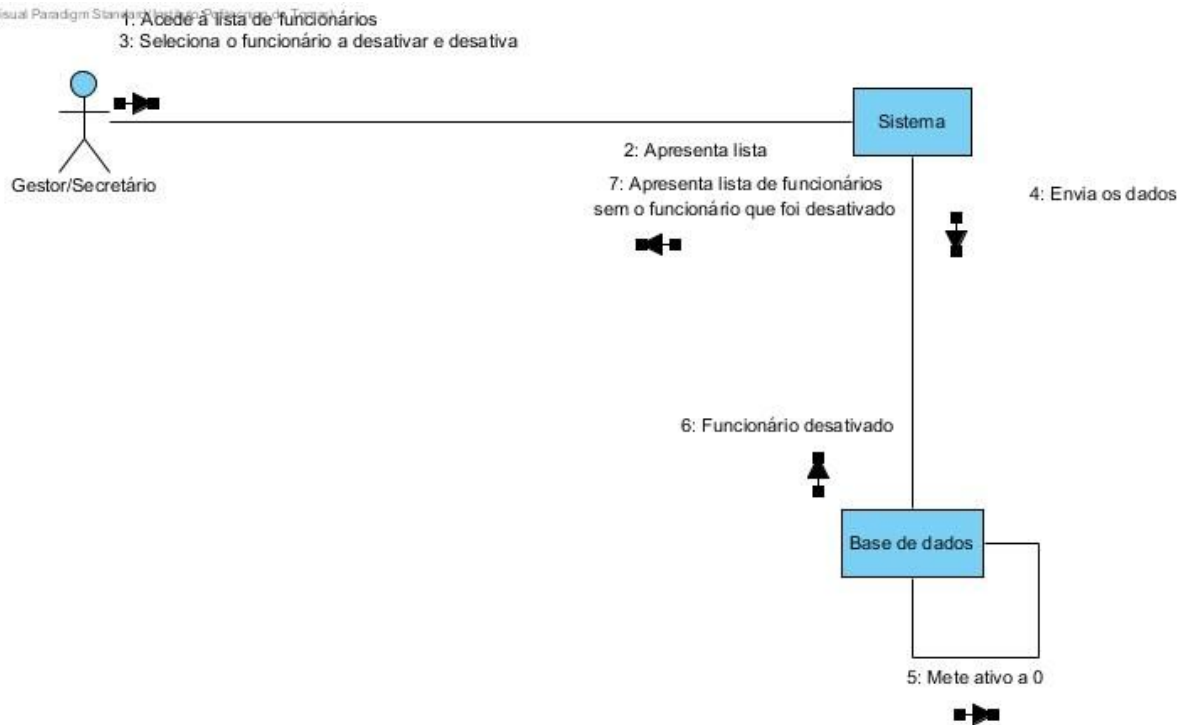 1: Acede à lista de funcionários
3: Seleciona o funcionário a desativar e desativa
Sistema
2: Apresenta lista
Gestor/Secretário
7: Apresenta lista de funcionários
sem o funcionário que foi desativado
4: Envia os dados
6: Funcionário desativado
Base de dados
5: Mete ativo a 0